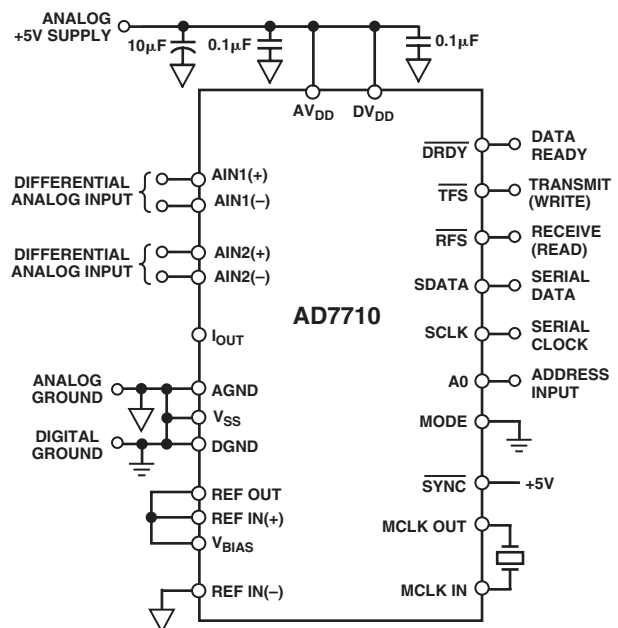 ANALOG
+5V SUPPLY
10μF
0.1μF
0.1μF
AVDD
DVDD
DRDY
DATA
READY
DIFFERENTIAL
ANALOG INPUT
AIN1(+)
AIN1(–)
TFS
TRANSMIT
(WRITE)
RFS
RECEIVE
(READ)
DIFFERENTIAL
ANALOG INPUT
AIN2(+)
AIN2(–)
SDATA
SERIAL
DATA
AD7710
IOUT
SCLK
SERIAL
CLOCK
ANALOG
GROUND
AGND
A0
ADDRESS
INPUT
VSS
MODE
DIGITAL
GROUND
DGND
SYNC
+5V
REF OUT
REF IN(+)
VBIAS
MCLK OUT
REF IN(–)
MCLK IN